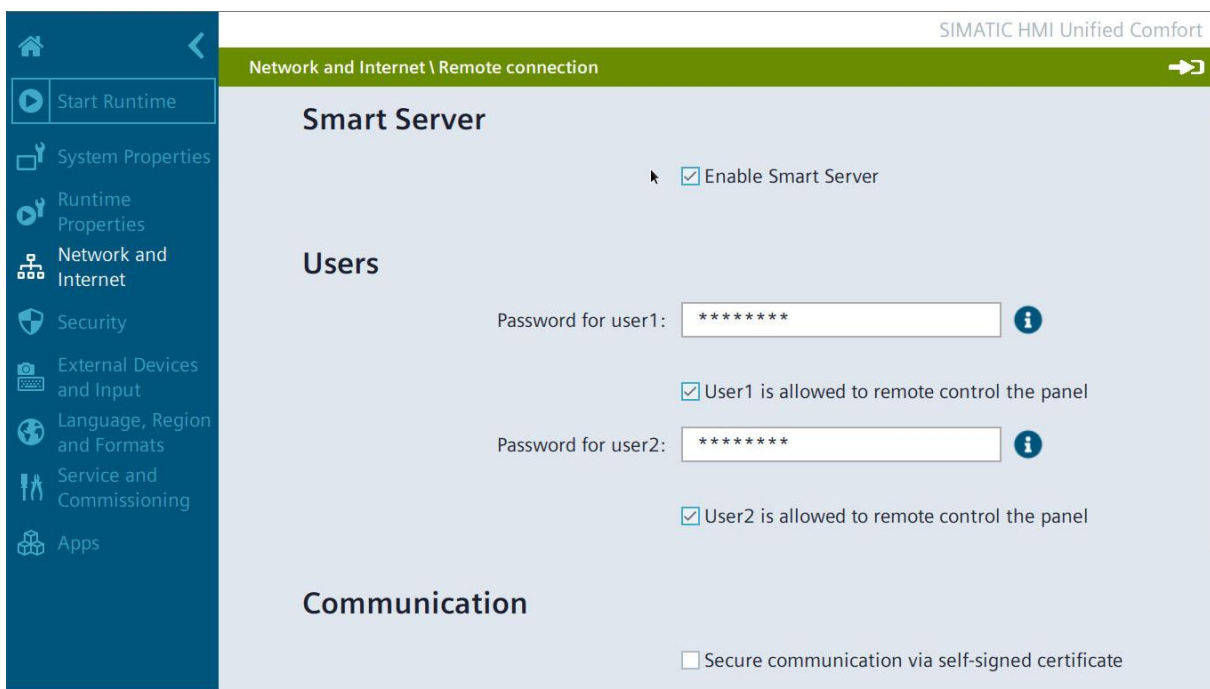 SIMATIC HMI Unified Comfort
Network and Internet \ Remote connection
Start Runtime
System Properties
Runtime
Properties
Network and
Internet
Security
External Devices
and Input
Language, Region
and Formats
Service and
Commissioning
Apps
Smart Server
Enable Smart Server
Users
Password for user1: ********
User1 is allowed to remote control the panel
Password for user2: ********
User2 is allowed to remote control the panel
Communication
Secure communication via self-signed certificate